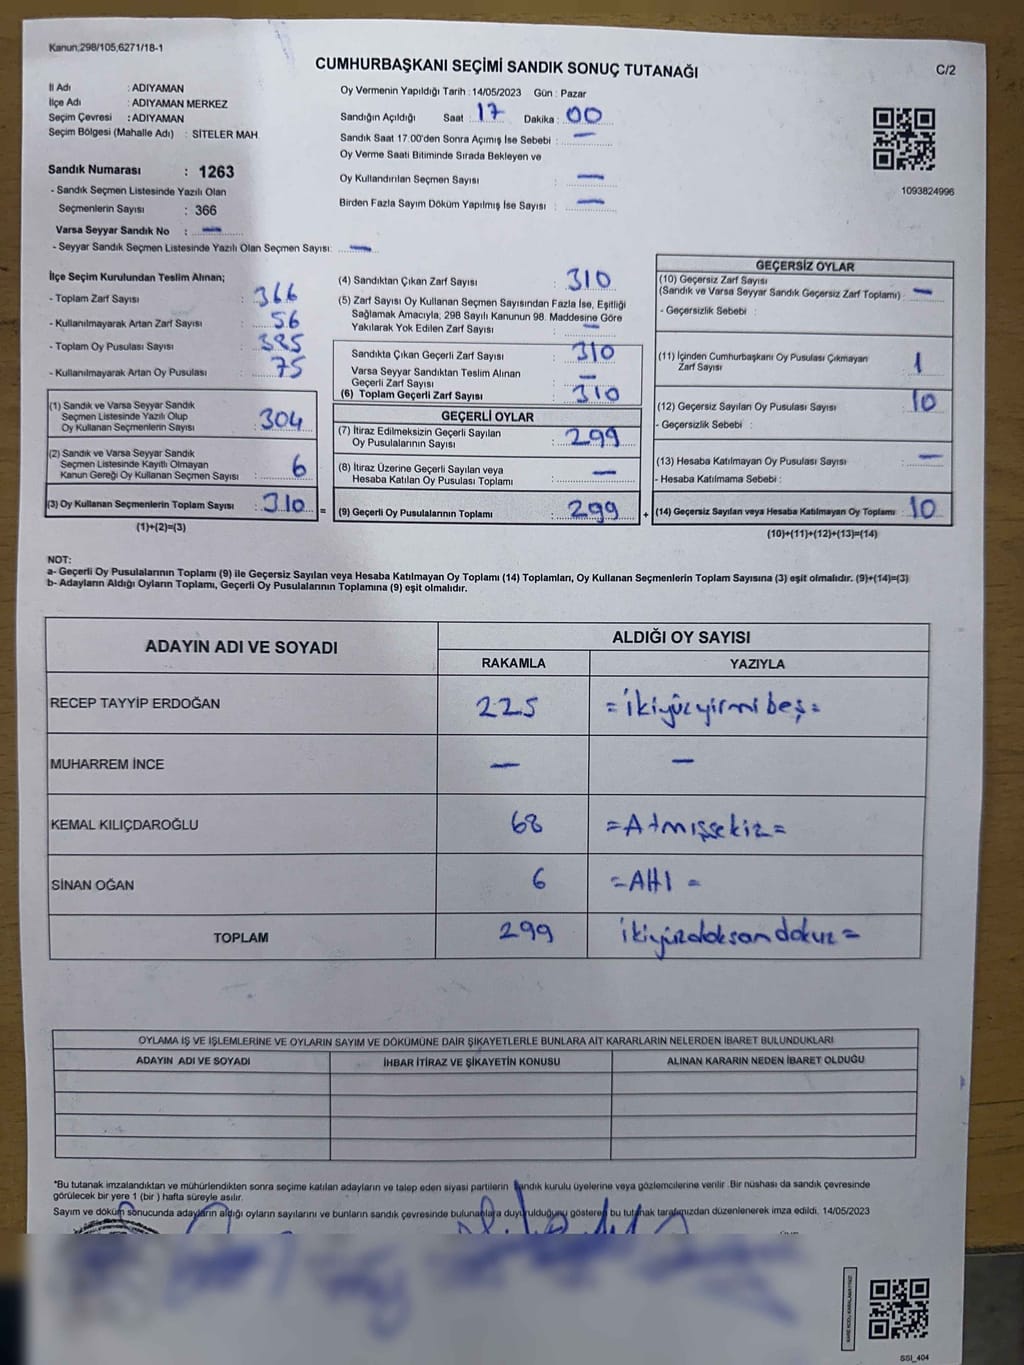 Kanun;298/105,6271/18-1
CUMHURBAŞKANI SEÇİMİ SANDIK SONUÇ TUTANAĞI
C/2
İl Adı : ADIYAMAN
İlçe Adı : ADIYAMAN MERKEZ
Seçim Çevresi : ADIYAMAN
Seçim Bölgesi (Mahalle Adı) : SİTELER MAH.
Sandık Numarası : 1263
- Sandık Seçmen Listesinde Yazılı Olan
Seçmenlerin Sayısı : 366
Varsa Seyyar Sandık No : —
- Seyyar Sandık Seçmen Listesinde Yazılı Olan Seçmen Sayısı: —
Oy Vermenin Yapıldığı Tarih : 14/05/2023 Gün : Pazar
Sandığın Açıldığı Saat : 17 Dakika : 00
Sandık Saat 17.00'den Sonra Açımış İse Sebebi : —
Oy Verme Saati Bitiminde Sırada Bekleyen ve
Oy Kullandırılan Seçmen Sayısı : —
Birden Fazla Sayım Döküm Yapılmış İse Sayısı : —
1093824996
İlçe Seçim Kurulundan Teslim Alınan;
- Toplam Zarf Sayısı : 366
- Kullanılmayarak Artan Zarf Sayısı : 56
- Toplam Oy Pusulası Sayısı : 385
- Kullanılmayarak Artan Oy Pusulası : 75
(1) Sandık ve Varsa Seyyar Sandık
Seçmen Listesinde Yazılı Olup
Oy Kullanan Seçmenlerin Sayısı : 304
(2) Sandık ve Varsa Seyyar Sandık
Seçmen Listesinde Kayıtlı Olmayan
Kanun Gereği Oy Kullanan Seçmen Sayısı : 6
(3) Oy Kullanan Seçmenlerin Toplam Sayısı : 310 =
(1)+(2)=(3)
(4) Sandıktan Çıkan Zarf Sayısı : 310
(5) Zarf Sayısı Oy Kullanan Seçmen Sayısından Fazla İse, Eşitliği
Sağlamak Amacıyla; 298 Sayılı Kanunun 98. Maddesine Göre
Yakılarak Yok Edilen Zarf Sayısı : —
Sandıkta Çıkan Geçerli Zarf Sayısı : 310
Varsa Seyyar Sandıktan Teslim Alınan
Geçerli Zarf Sayısı : —
(6) Toplam Geçerli Zarf Sayısı : 310
GEÇERLİ OYLAR
(7) İtiraz Edilmeksizin Geçerli Sayılan
Oy Pusulalarının Sayısı : 299
(8) İtiraz Üzerine Geçerli Sayılan veya
Hesaba Katılan Oy Pusulası Toplamı : —
(9) Geçerli Oy Pusulalarının Toplamı : 299 +
GEÇERSİZ OYLAR
(10) Geçersiz Zarf Sayısı
(Sandık ve Varsa Seyyar Sandık Geçersiz Zarf Toplamı) : —
- Geçersizlik Sebebi :
(11) İçinden Cumhurbaşkanı Oy Pusulası Çıkmayan
Zarf Sayısı : 1
(12) Geçersiz Sayılan Oy Pusulası Sayısı : 10
- Geçersizlik Sebebi :
(13) Hesaba Katılmayan Oy Pusulası Sayısı : —
- Hesaba Katılmama Sebebi :
(14) Geçersiz Sayılan veya Hesaba Katılmayan Oy Toplamı : 10
(10)+(11)+(12)+(13)=(14)
NOT:
a- Geçerli Oy Pusulalarının Toplamı (9) ile Geçersiz Sayılan veya Hesaba Katılmayan Oy Toplamı (14) Toplamları, Oy Kullanan Seçmenlerin Toplam Sayısına (3) eşit olmalıdır. (9)+(14)=(3)
b- Adayların Aldığı Oyların Toplamı, Geçerli Oy Pusulalarının Toplamına (9) eşit olmalıdır.
ADAYIN ADI VE SOYADI
ALDIĞI OY SAYISI
RAKAMLA YAZIYLA
RECEP TAYYİP ERDOĞAN 225 =ikiyüzyirmibeş=
MUHARREM İNCE — —
KEMAL KILIÇDAROĞLU 68 =Atmışsekiz=
SİNAN OĞAN 6 =Altı=
TOPLAM 299 ikiyüzdoksandokuz=
OYLAMA İŞ VE İŞLEMLERİNE VE OYLARIN SAYIM VE DÖKÜMÜNE DAİR ŞİKAYETLERLE BUNLARA AİT KARARLARIN NELERDEN İBARET BULUNDUKLARI
ADAYIN ADI VE SOYADI İHBAR İTİRAZ VE ŞİKAYETİN KONUSU ALINAN KARARIN NEDEN İBARET OLDUĞU
*Bu tutanak imzalandıktan ve mühürlendikten sonra seçime katılan adayların ve talep eden siyasi partilerin sandık kurulu üyelerine veya gözlemcilerine verilir. Bir nüshası da sandık çevresinde
görülecek bir yere 1 (bir ) hafta süreyle asılır.
Sayım ve döküm sonucunda adayların aldığı oyların sayılarını ve bunların sandık çevresinde bulunanlara duyurulduğunu gösteren bu tutanak tarafımızdan düzenlenerek imza edildi. 14/05/2023
SSI_404